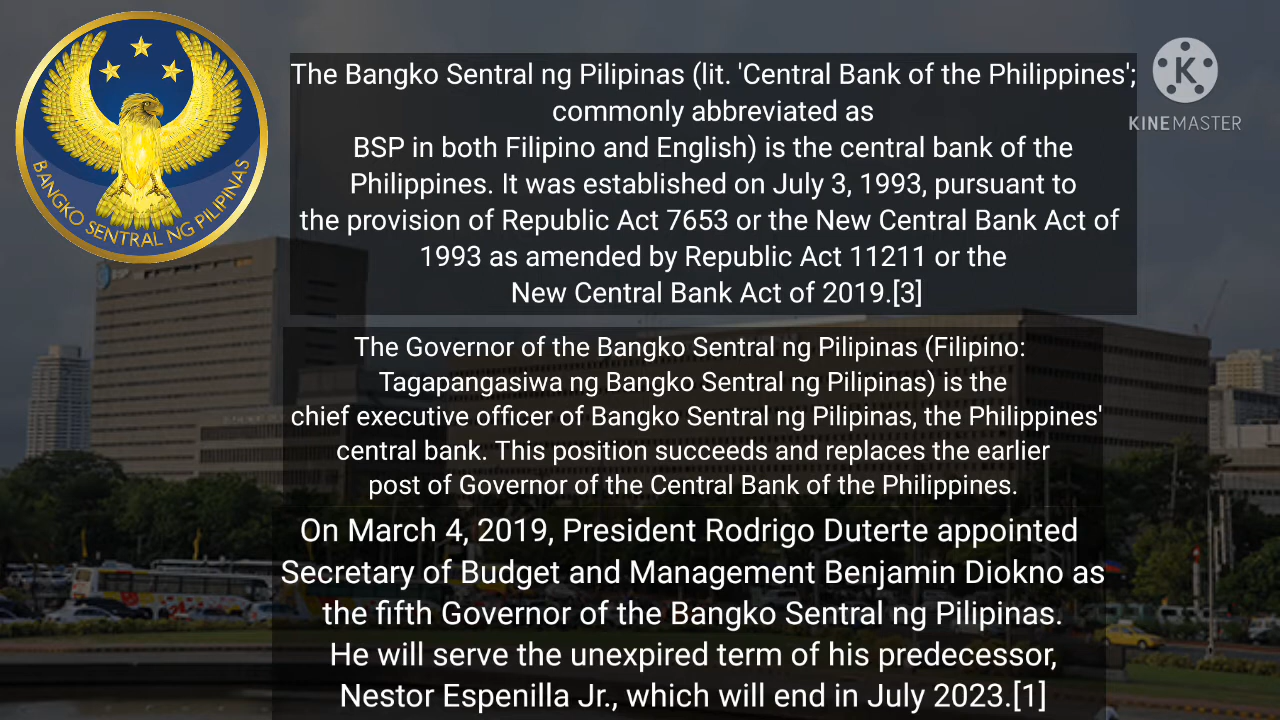 BANGKO SENTRAL NG PILIPINAS
The Bangko Sentral ng Pilipinas (lit. 'Central Bank of the Philippines';
commonly abbreviated as
BSP in both Filipino and English) is the central bank of the
Philippines. It was established on July 3, 1993, pursuant to
the provision of Republic Act 7653 or the New Central Bank Act of
1993 as amended by Republic Act 11211 or the
New Central Bank Act of 2019.[3]
K
KINEMASTER
BSP
The Governor of the Bangko Sentral ng Pilipinas (Filipino:
Tagapangasiwa ng Bangko Sentral ng Pilipinas) is the
chief executive officer of Bangko Sentral ng Pilipinas, the Philippines'
central bank. This position succeeds and replaces the earlier
post of Governor of the Central Bank of the Philippines.
On March 4, 2019, President Rodrigo Duterte appointed
Secretary of Budget and Management Benjamin Diokno as
the fifth Governor of the Bangko Sentral ng Pilipinas.
He will serve the unexpired term of his predecessor,
Nestor Espenilla Jr., which will end in July 2023.[1]